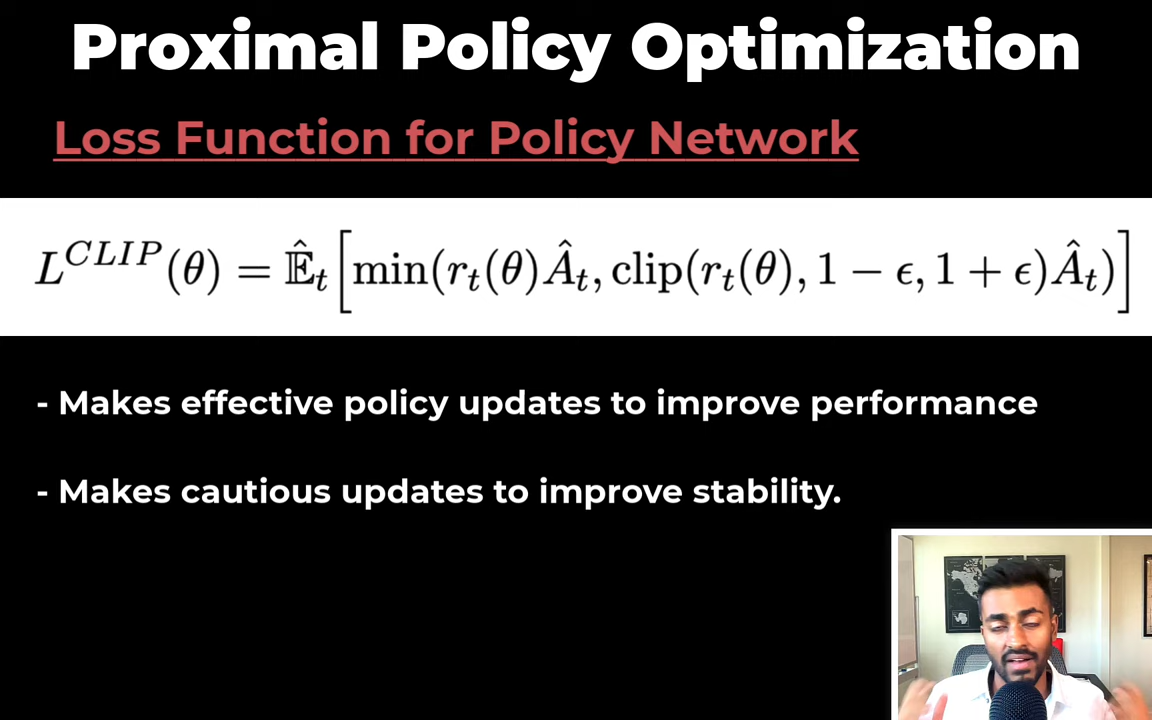 Proximal Policy Optimization
Loss Function for Policy Network
L^{CLIP}(θ) = Ê_t[min(r_t(θ)Â_t, clip(r_t(θ), 1 − ϵ, 1 + ϵ)Â_t)]
- Makes effective policy updates to improve performance
- Makes cautious updates to improve stability.